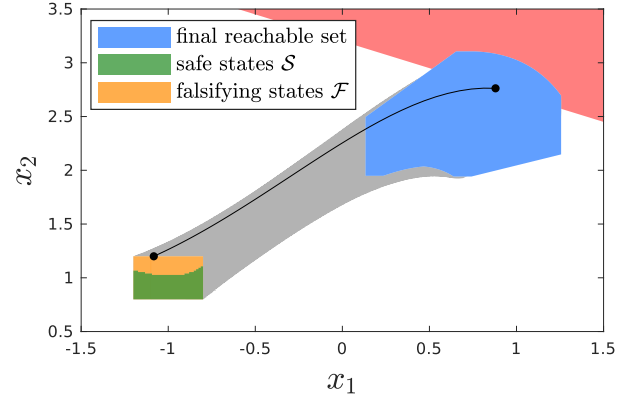 3.5
3
2.5
2
1.5
1
0.5
-1.5
-1
-0.5
0
0.5
1
1.5
x₂
x₁
final reachable set
safe states 𝒮
falsifying states ℱ